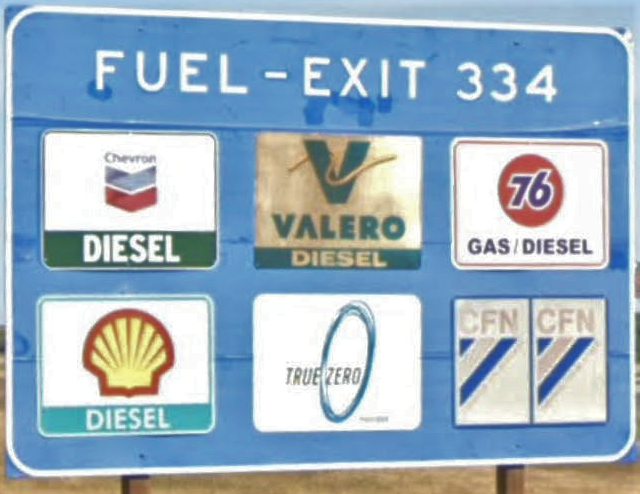 FUEL - EXIT 334
Chevron
DIESEL
VALERO
DIESEL
76
GAS / DIESEL
DIESEL
TRUE ZERO
CFN CFN